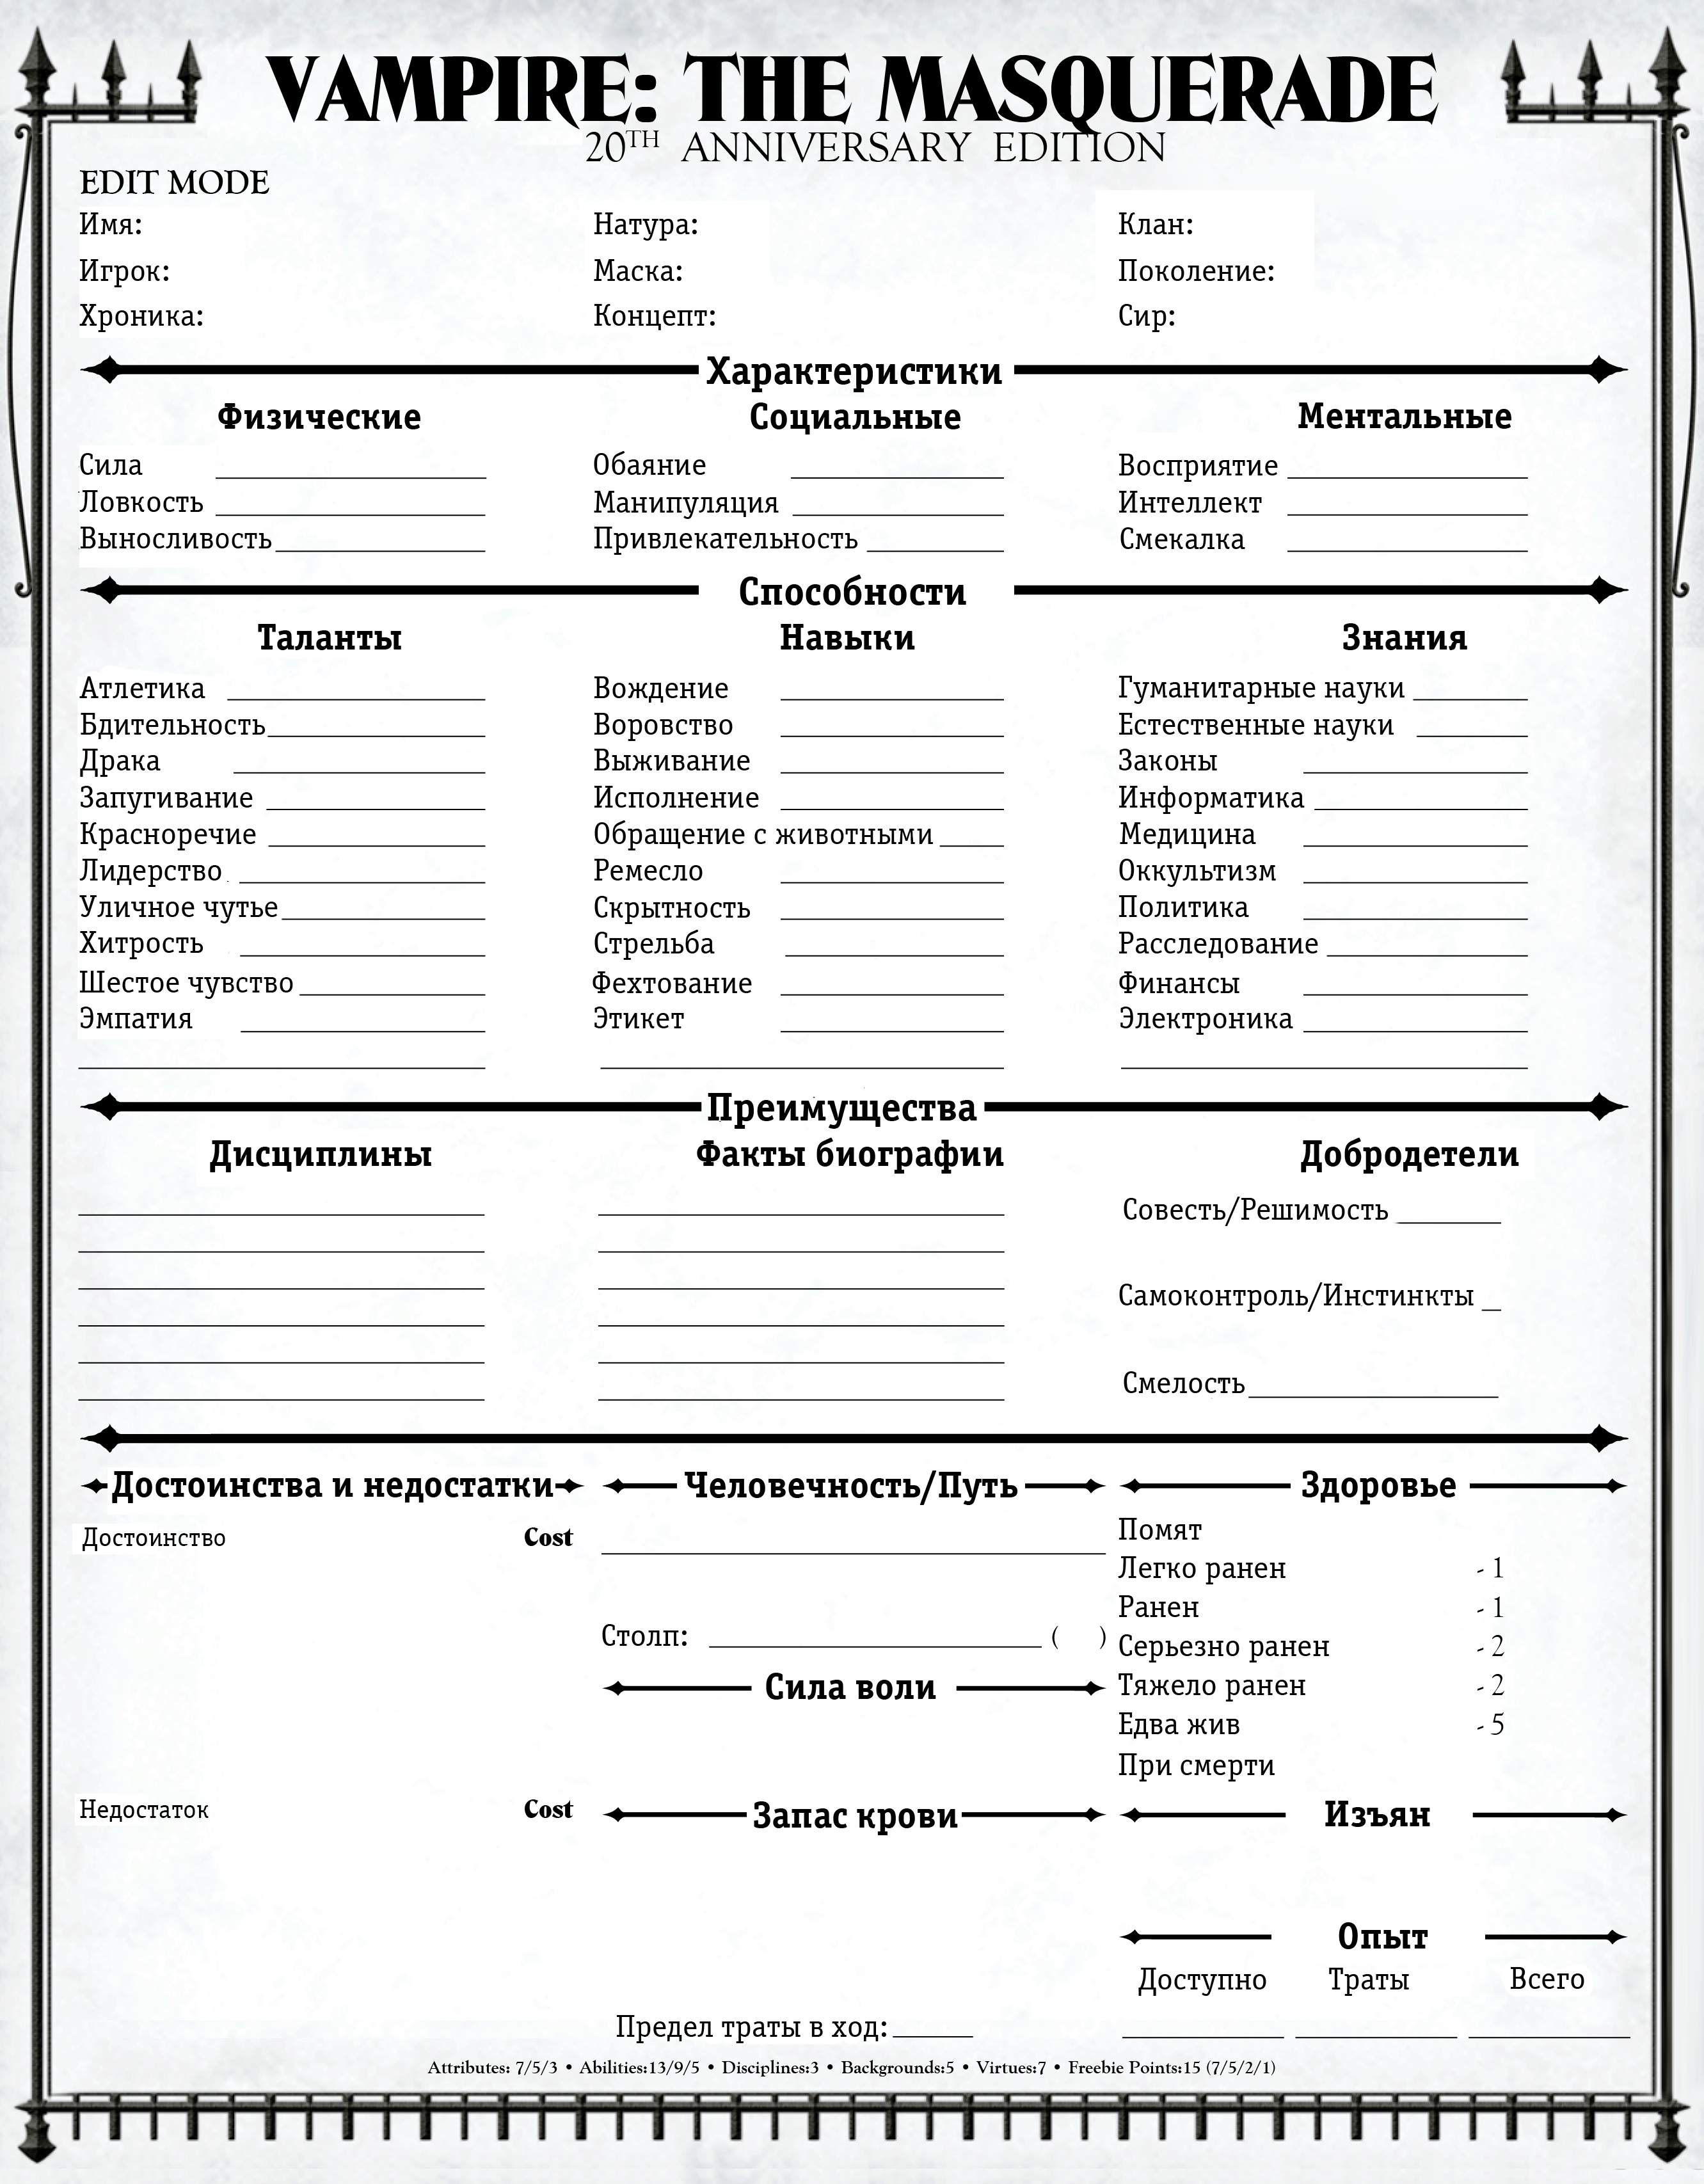 VAMPIRE: THE MASQUERADE
20TH ANNIVERSARY EDITION
EDIT MODE
Имя: Натура: Клан:
Игрок: Маска: Поколение:
Хроника: Концепт: Сир:
Характеристики
Физические Социальные Ментальные
Сила Обаяние Восприятие
Ловкость Манипуляция Интеллект
Выносливость Привлекательность Смекалка
Способности
Таланты Навыки Знания
Атлетика Вождение Гуманитарные науки
Бдительность Воровство Естественные науки
Драка Выживание Законы
Запугивание Исполнение Информатика
Красноречие Обращение с животными Медицина
Лидерство Ремесло Оккультизм
Уличное чутье Скрытность Политика
Хитрость Стрельба Расследование
Шестое чувство Фехтование Финансы
Эмпатия Этикет Электроника
Преимущества
Дисциплины Факты биографии Добродетели
Совесть/Решимость
Самоконтроль/Инстинкты
Смелость
Достоинства и недостатки Человечность/Путь Здоровье
Достоинство Cost Помят
Легко ранен - 1
Ранен - 1
Столп: ( ) Серьезно ранен - 2
Сила воли Тяжело ранен - 2
Едва жив - 5
При смерти
Недостаток Cost Запас крови Изъян
Опыт
Доступно Траты Всего
Предел траты в ход:
Attributes: 7/5/3 • Abilities:13/9/5 • Disciplines:3 • Backgrounds:5 • Virtues:7 • Freebie Points:15 (7/5/2/1)